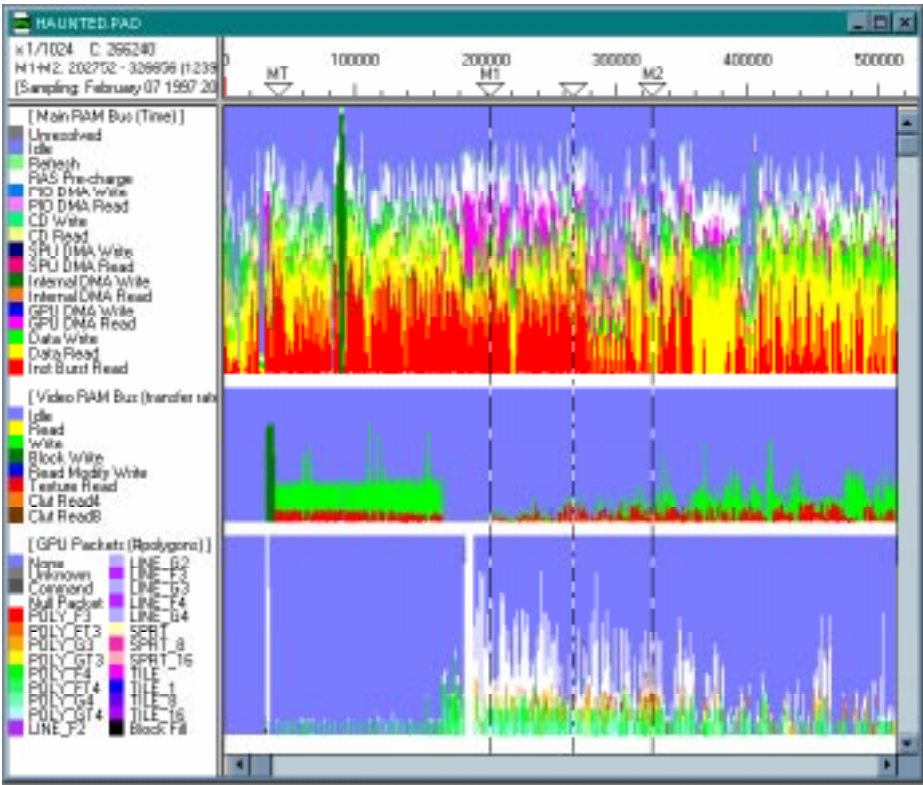 HAUNTED.PAD
x 1/1024 C: 266240
M1-M2: 202752 - 326656 (1239
[Sampling: February 07 1997 20
0 100000 200000 300000 400000 500000
MT M1 M2
[Main RAM Bus (Time)]
Unresolved
Idle
Refresh
RAS Pre-charge
PIO DMA Write
PIO DMA Read
CD Write
CD Read
SPU DMA Write
SPU DMA Read
Internal DMA Write
Internal DMA Read
GPU DMA Write
GPU DMA Read
Data Write
Data Read
Inst Burst Read
[Video RAM Bus (transfer rate
Idle
Read
Write
Block Write
Read Modify Write
Texture Read
Clut Read4
Clut Read8
[GPU Packets (#polygons)]
None LINE_G2
Unknown LINE_F3
Command LINE_G3
Null Packet LINE_F4
POLY_F3 LINE_G4
POLY_FT3 SPRT
POLY_G3 SPRT_8
POLY_GT3 SPRT_16
POLY_F4 TILE
POLY_FT4 TILE_1
POLY_G4 TILE_8
POLY_GT4 TILE_16
LINE_F2 Block Fill